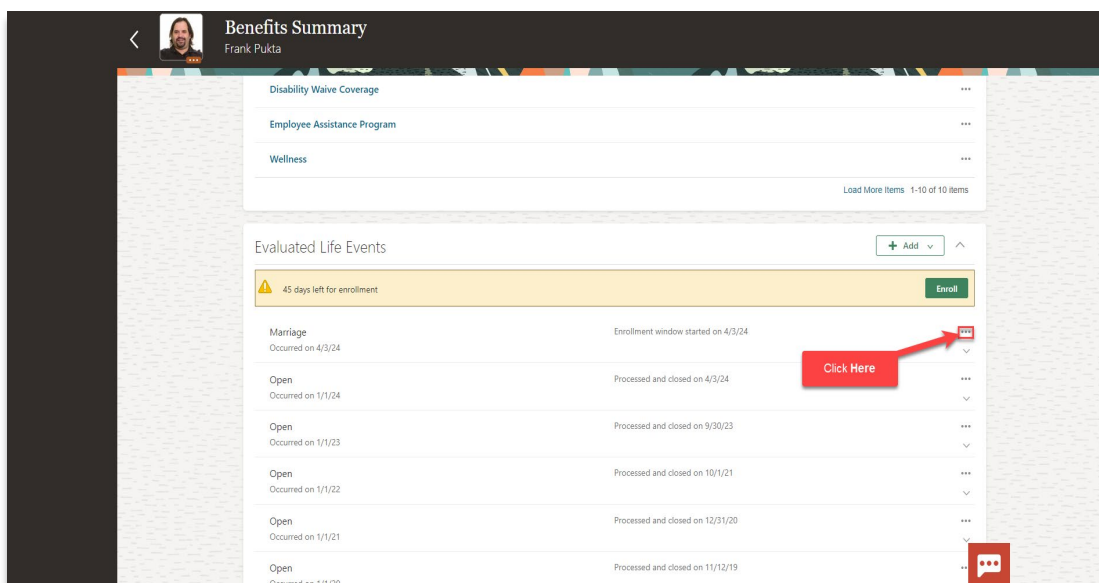 Benefits Summary
Frank Pukta
Disability Waive Coverage
Employee Assistance Program
Wellness
Load More Items 1-10 of 10 items
Evaluated Life Events
Add
45 days left for enrollment
Enroll
Marriage
Enrollment window started on 4/3/24
Occurred on 4/3/24
Click Here
Open
Processed and closed on 4/3/24
Occurred on 1/1/24
Open
Processed and closed on 9/30/23
Occurred on 1/1/23
Open
Processed and closed on 10/1/21
Occurred on 1/1/22
Open
Processed and closed on 12/31/20
Occurred on 1/1/21
Open
Processed and closed on 11/12/19
Occurred on 1/1/20